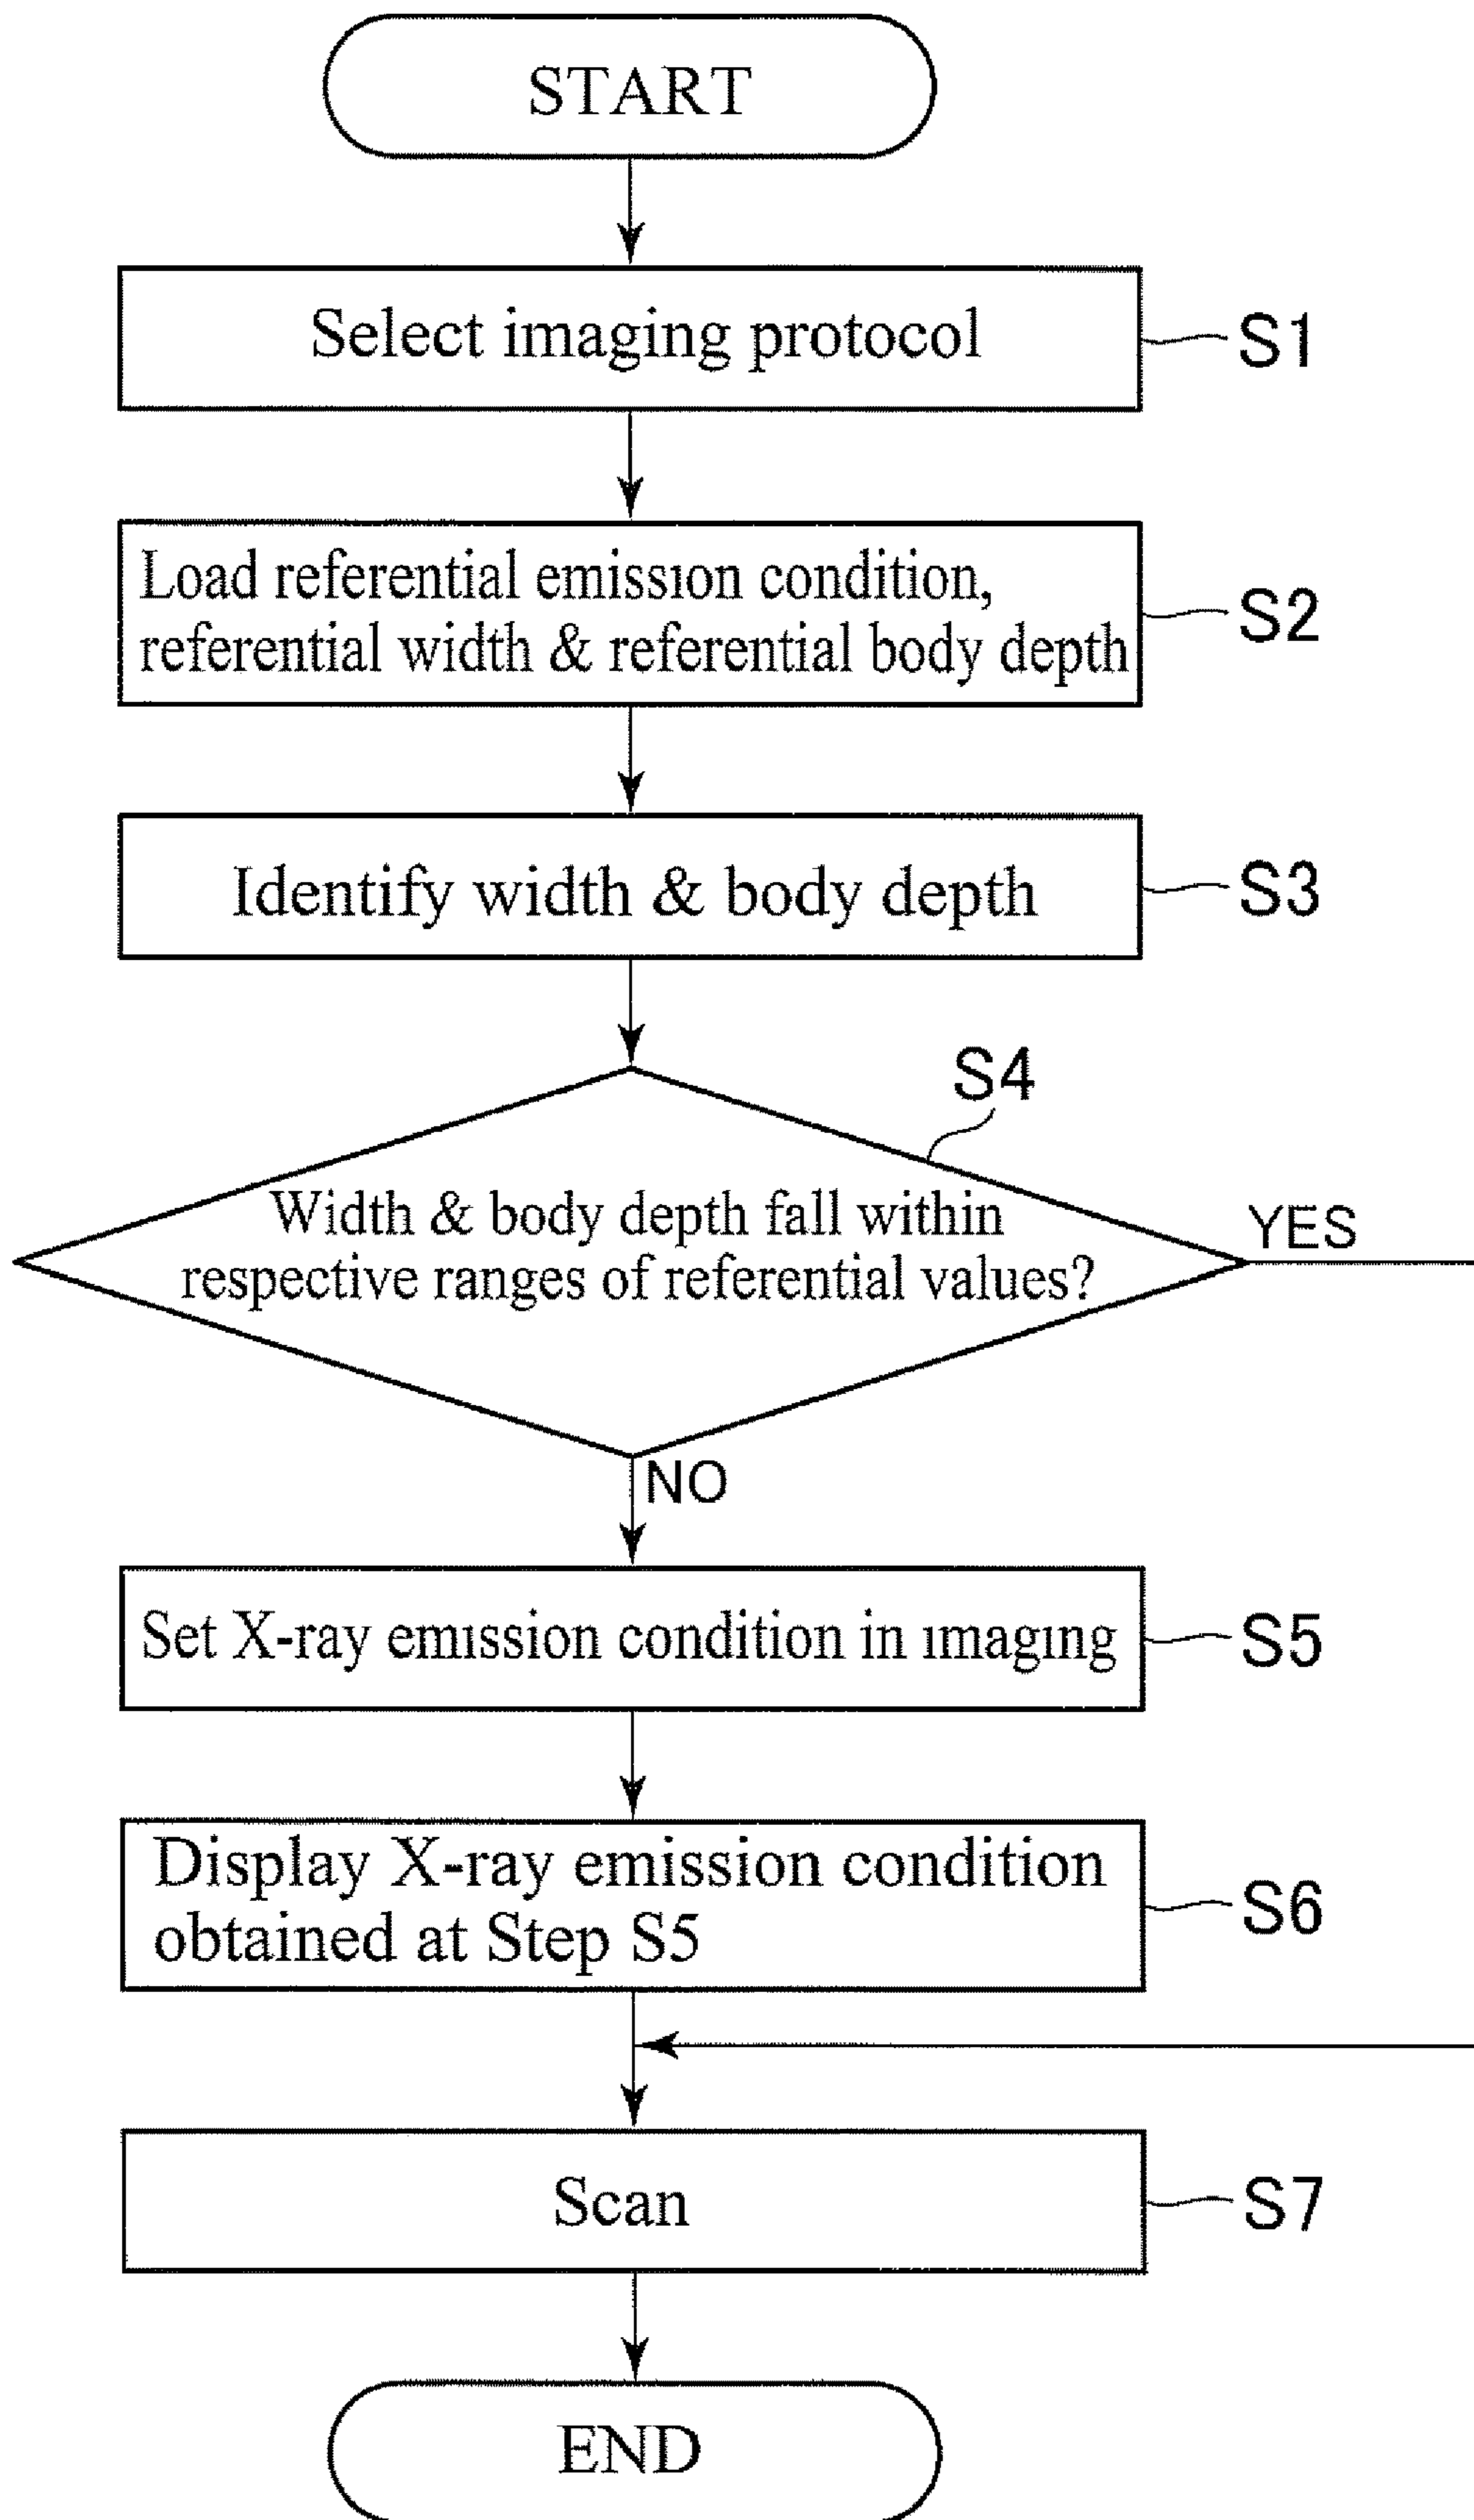 START
Select imaging protocol
S1
Load referential emission condition,
referential width & referential body depth
S2
Identify width & body depth
S3
S4
Width & body depth fall within
respective ranges of referential values?
YES
NO
Set X-ray emission condition in imaging
S5
Display X-ray emission condition
obtained at Step S5
S6
Scan
S7
END